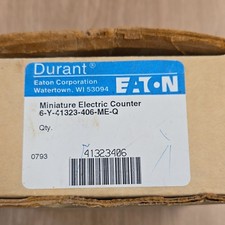 Durant®
Eaton Corporation
Watertown, WI 53094
EATON
Miniature Electric Counter
6-Y-41323-406-ME-Q
Qty.
0793
41323406